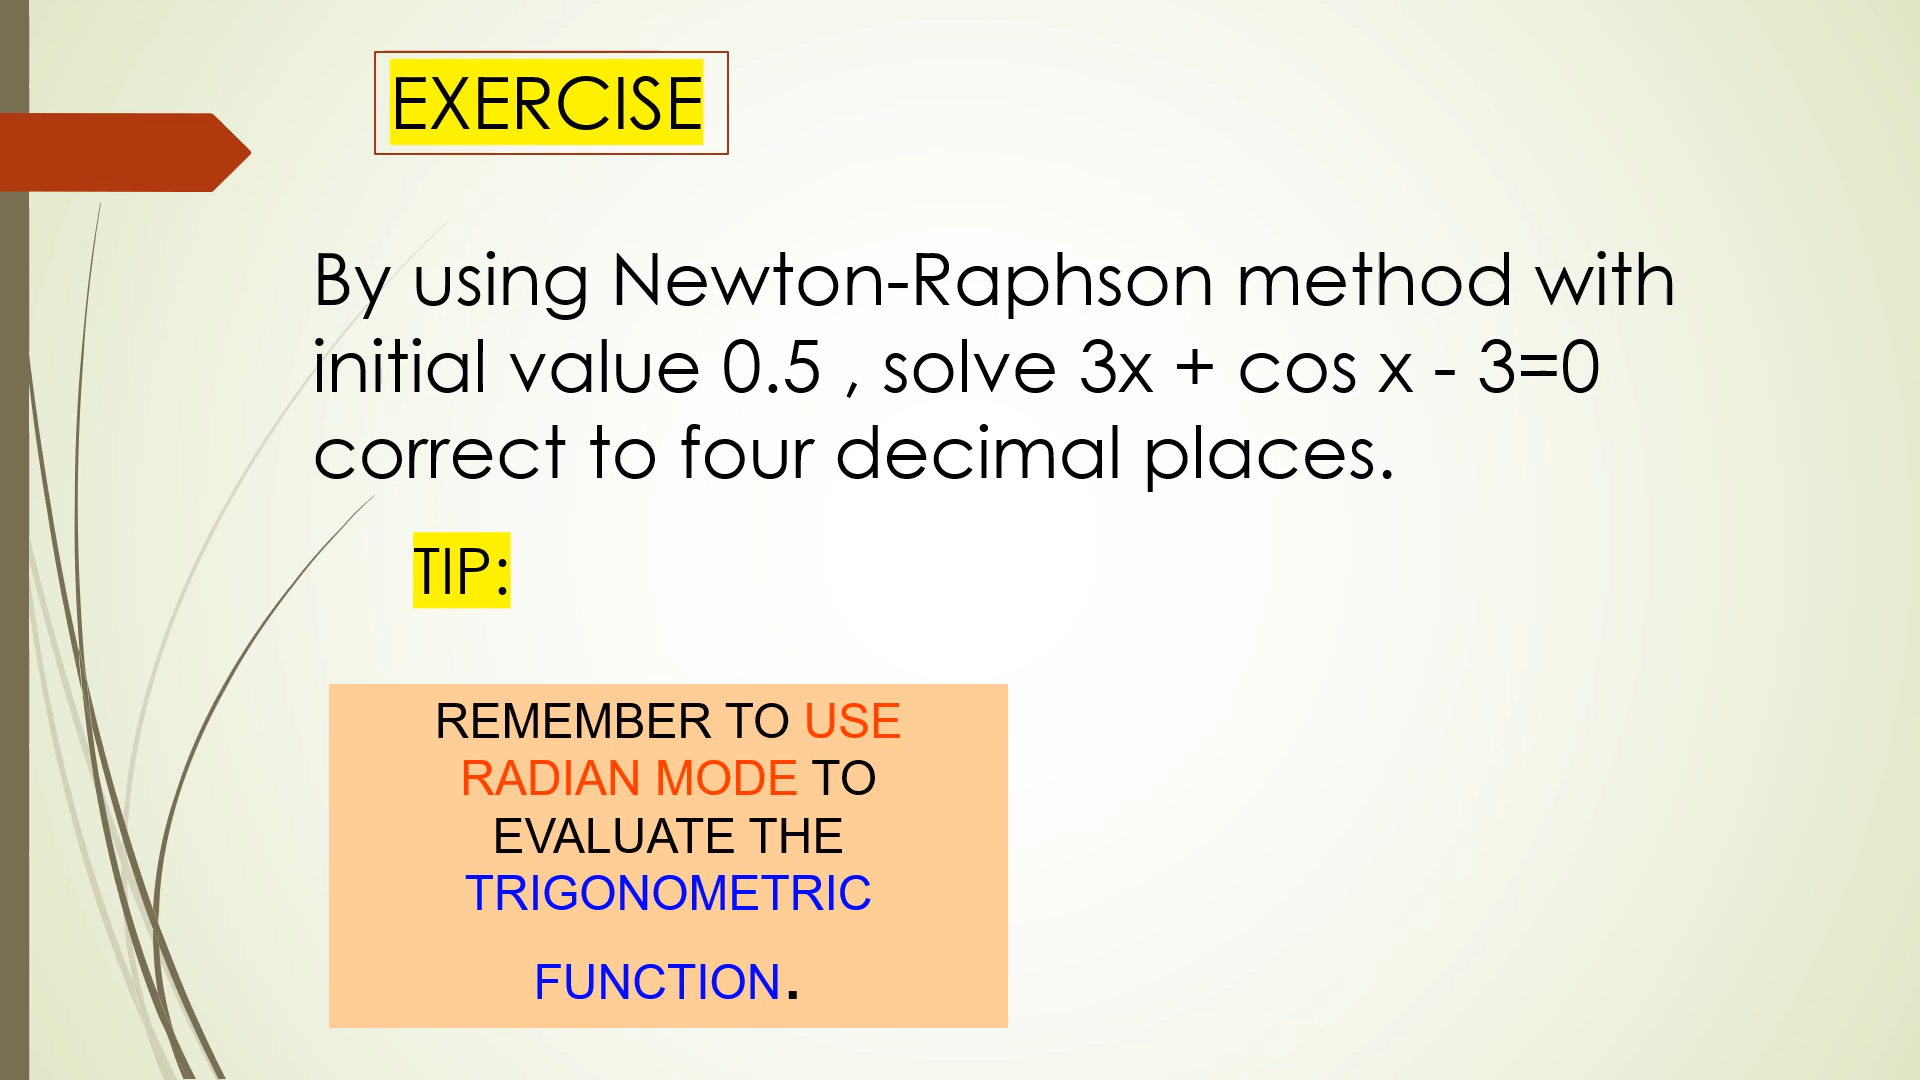 EXERCISE
By using Newton-Raphson method with
initial value 0.5 , solve 3x + cos x - 3=0
correct to four decimal places.
TIP:
REMEMBER TO USE
RADIAN MODE TO
EVALUATE THE
TRIGONOMETRIC
FUNCTION.